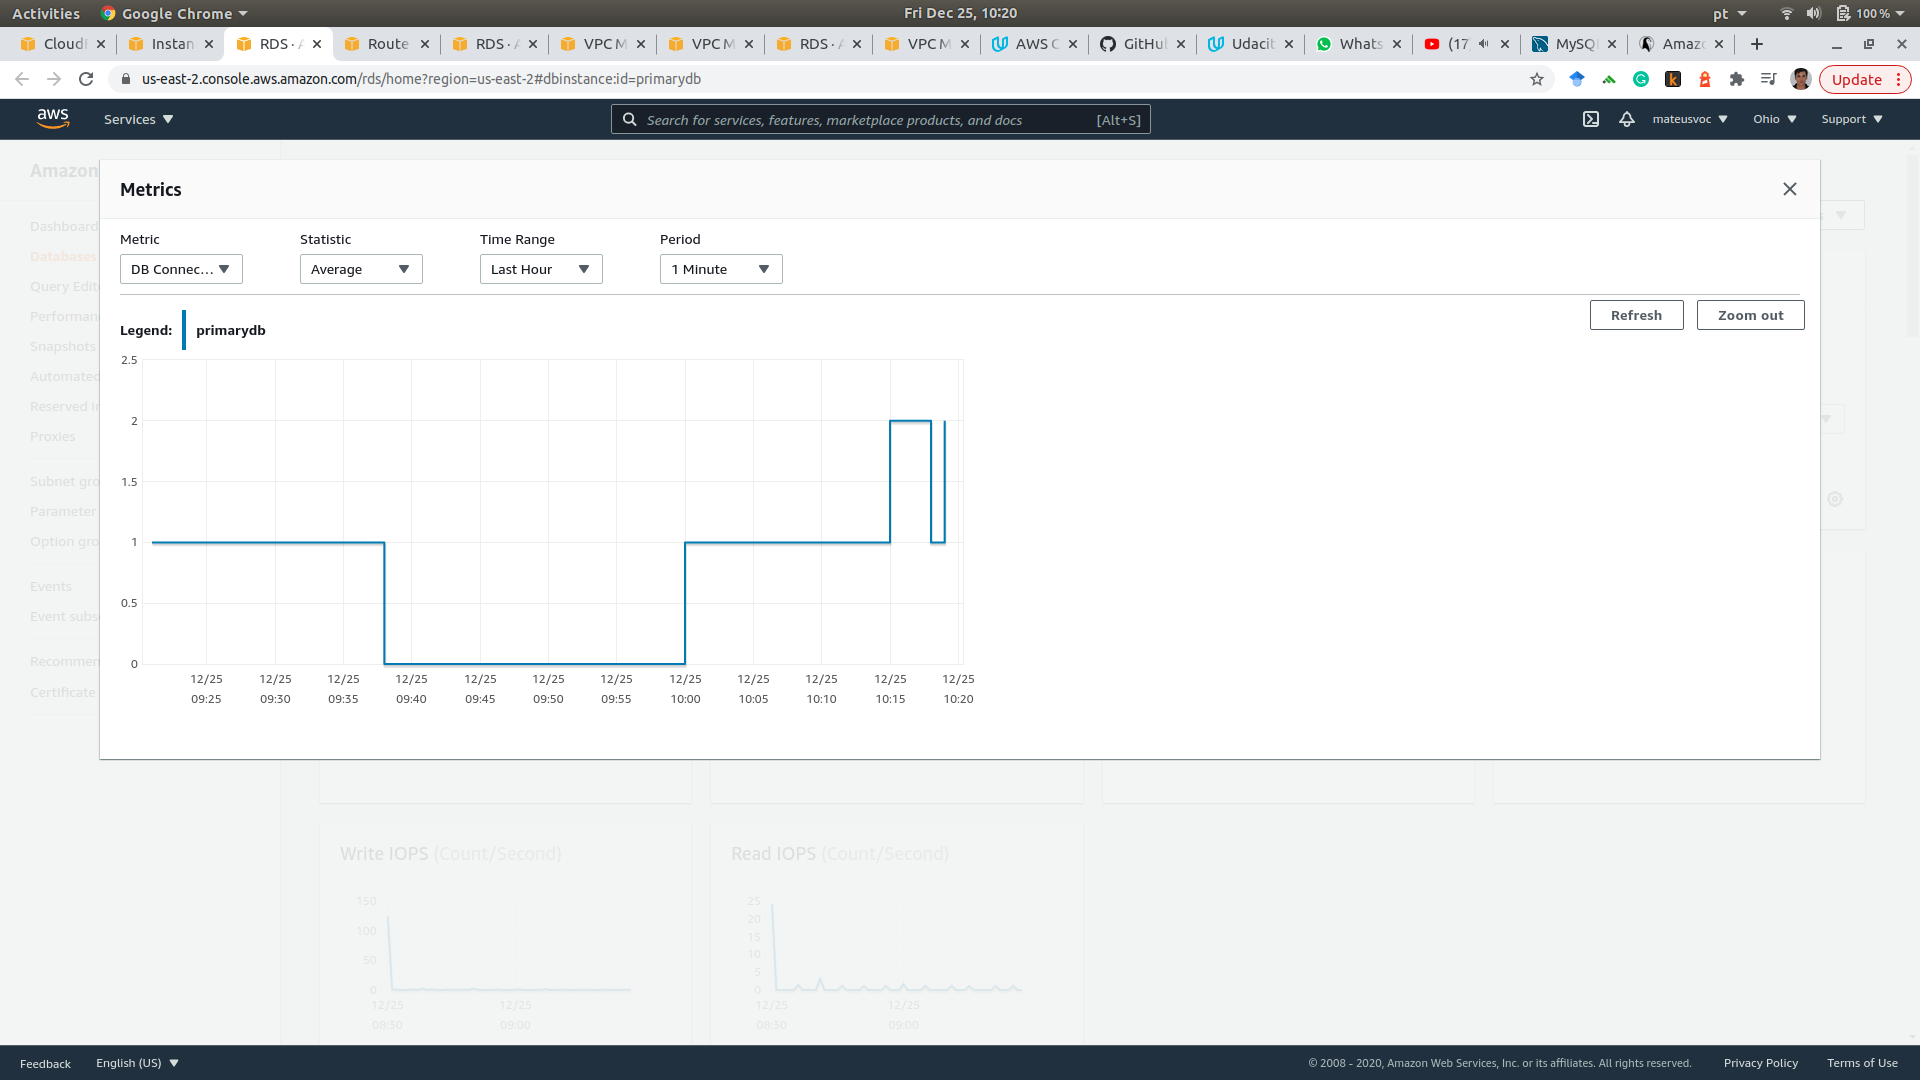 Activities
Google Chrome
Fri Dec 25, 10:20
pt
100 %
CloudF
Instan
RDS · A
Route
RDS · A
VPC M
VPC M
RDS · A
VPC M
AWS C
GitHu
Udacit
Whats
(17
MySQ
Amazo
us-east-2.console.aws.amazon.com/rds/home?region=us-east-2#dbinstance:id=primarydb
Update
aws
Services
Search for services, features, marketplace products, and docs
[Alt+S]
mateusvoc
Ohio
Support
Amazon
Dashboard
Databases
Query Edit
Performan
Snapshots
Automated
Reserved in
Proxies
Subnet gro
Parameter
Option gro
Events
Event subs
Recommen
Certificate
Metrics
Metric
Statistic
Time Range
Period
DB Connec...
Average
Last Hour
1 Minute
Refresh
Zoom out
Legend:
primarydb
2.5
2
1.5
1
0.5
0
12/25 12/25 12/25 12/25 12/25 12/25 12/25 12/25 12/25 12/25 12/25 12/25
09:25 09:30 09:35 09:40 09:45 09:50 09:55 10:00 10:05 10:10 10:15 10:20
Write IOPS (Count/Second)
150
100
50
0
12/25 12/25
08:30 09:00
Read IOPS (Count/Second)
25
20
15
10
5
0
12/25 12/25
08:30 09:00
Feedback
English (US)
© 2008 - 2020, Amazon Web Services, Inc. or its affiliates. All rights reserved.
Privacy Policy
Terms of Use